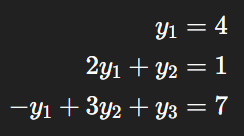 y₁ = 4
2y₁ + y₂ = 1
−y₁ + 3y₂ + y₃ = 7